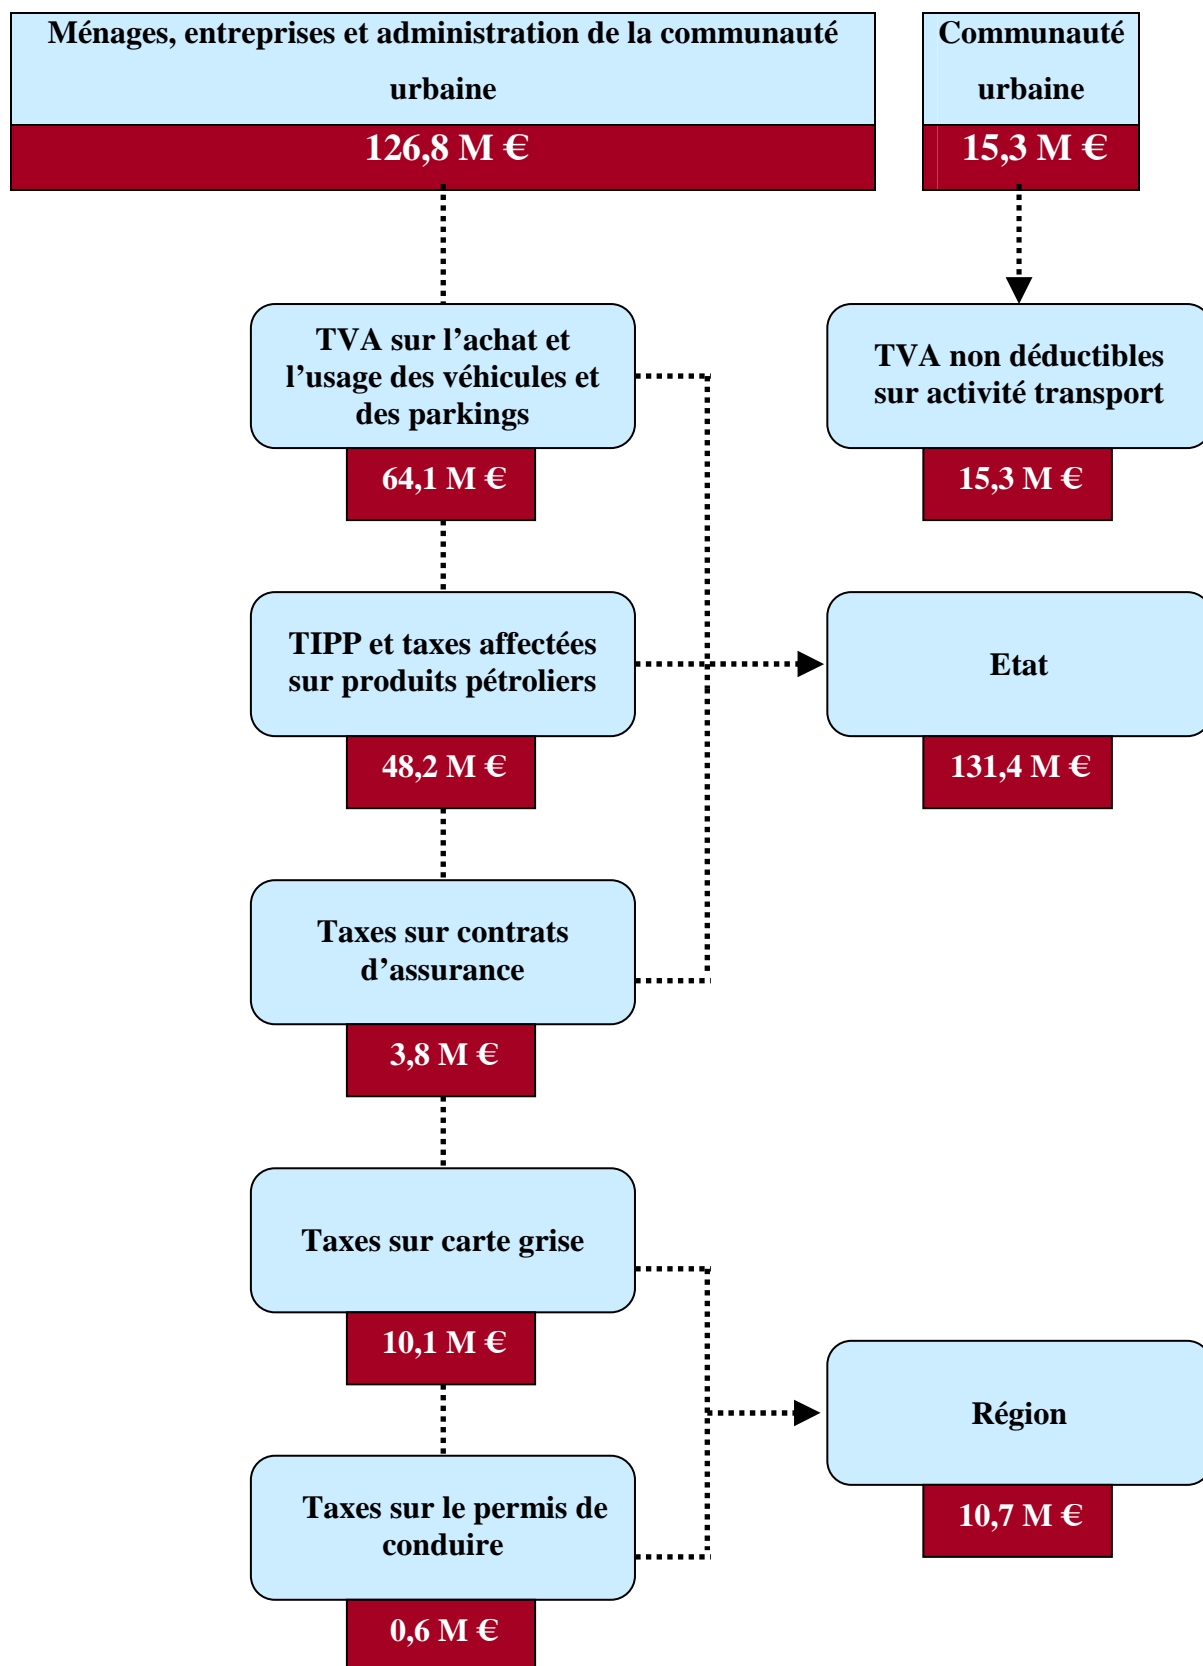 Ménages, entreprises et administration de la communauté
urbaine
126,8 M €
Communauté
urbaine
15,3 M €
TVA sur l’achat et
l’usage des véhicules et
des parkings
64,1 M €
TVA non déductibles
sur activité transport
15,3 M €
TIPP et taxes affectées
sur produits pétroliers
48,2 M €
Etat
131,4 M €
Taxes sur contrats
d’assurance
3,8 M €
Taxes sur carte grise
10,1 M €
Région
10,7 M €
Taxes sur le permis de
conduire
0,6 M €